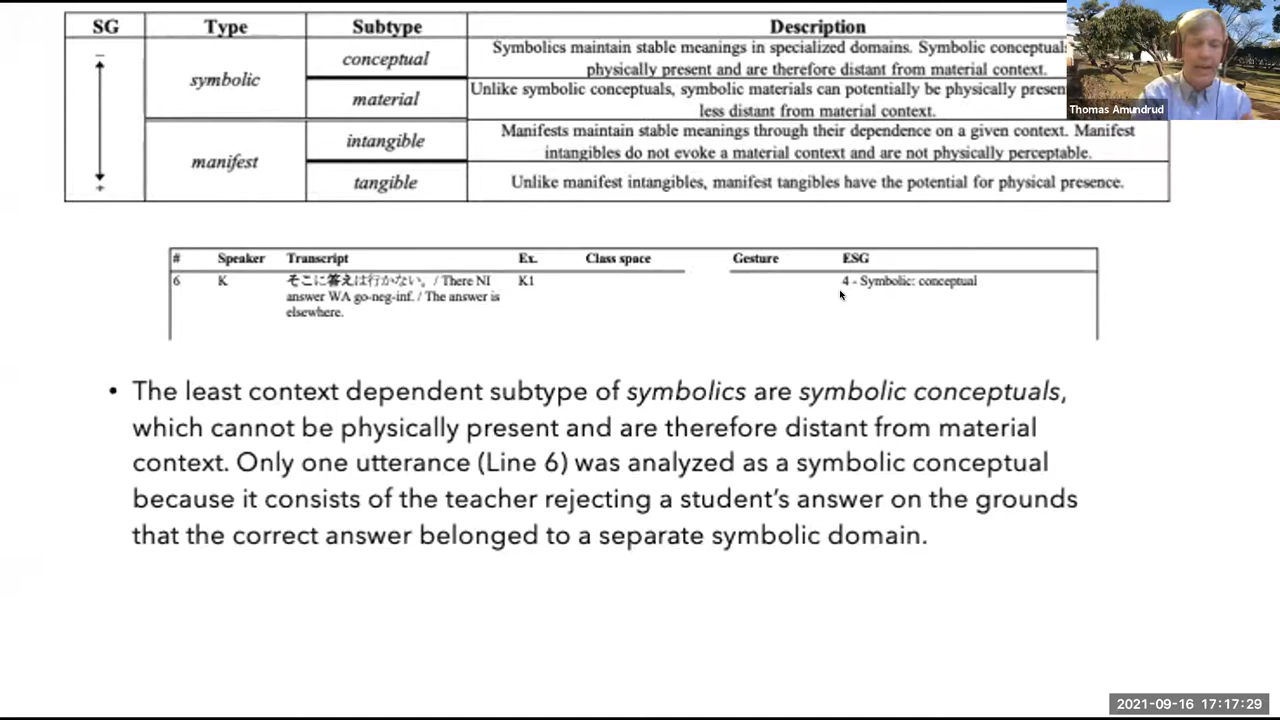 SG Type Subtype Description
– symbolic conceptual Symbolics maintain stable meanings in specialized domains. Symbolic conceptual
physically present and are therefore distant from material context.
material Unlike symbolic conceptuals, symbolic materials can potentially be physically presen
less distant from material context.
manifest intangible Manifests maintain stable meanings through their dependence on a given context. Manifest
intangibles do not evoke a material context and are not physically perceptable.
+ tangible Unlike manifest intangibles, manifest tangibles have the potential for physical presence.
Thomas Amundrud
# Speaker Transcript Ex. Class space Gesture ESG
6 K そこに答えは行かない。/ There NI K1 4 - Symbolic: conceptual
answer WA go-neg-inf. / The answer is
elsewhere.
• The least context dependent subtype of symbolics are symbolic conceptuals,
which cannot be physically present and are therefore distant from material
context. Only one utterance (Line 6) was analyzed as a symbolic conceptual
because it consists of the teacher rejecting a student’s answer on the grounds
that the correct answer belonged to a separate symbolic domain.
2021-09-16 17:17:29